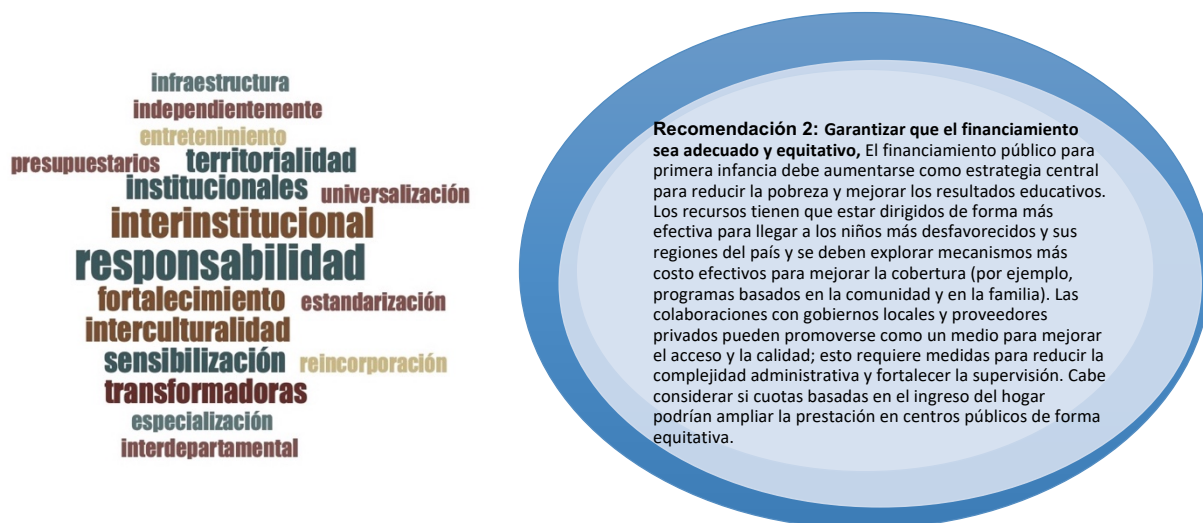 infraestructura
independientemente
entretenimiento
presupuestarios territorialidad
institucionales universalización
interinstitucional
responsabilidad
fortalecimiento estandarización
interculturalidad
sensibilización reincorporación
transformadoras
especialización
interdepartamental
Recomendación 2: Garantizar que el financiamiento
sea adecuado y equitativo, El financiamiento público para
primera infancia debe aumentarse como estrategia central
para reducir la pobreza y mejorar los resultados educativos.
Los recursos tienen que estar dirigidos de forma más
efectiva para llegar a los niños más desfavorecidos y sus
regiones del país y se deben explorar mecanismos más
costo efectivos para mejorar la cobertura (por ejemplo,
programas basados en la comunidad y en la familia). Las
colaboraciones con gobiernos locales y proveedores
privados pueden promoverse como un medio para mejorar
el acceso y la calidad; esto requiere medidas para reducir la
complejidad administrativa y fortalecer la supervisión. Cabe
considerar si cuotas basadas en el ingreso del hogar
podrían ampliar la prestación en centros públicos de forma
equitativa.